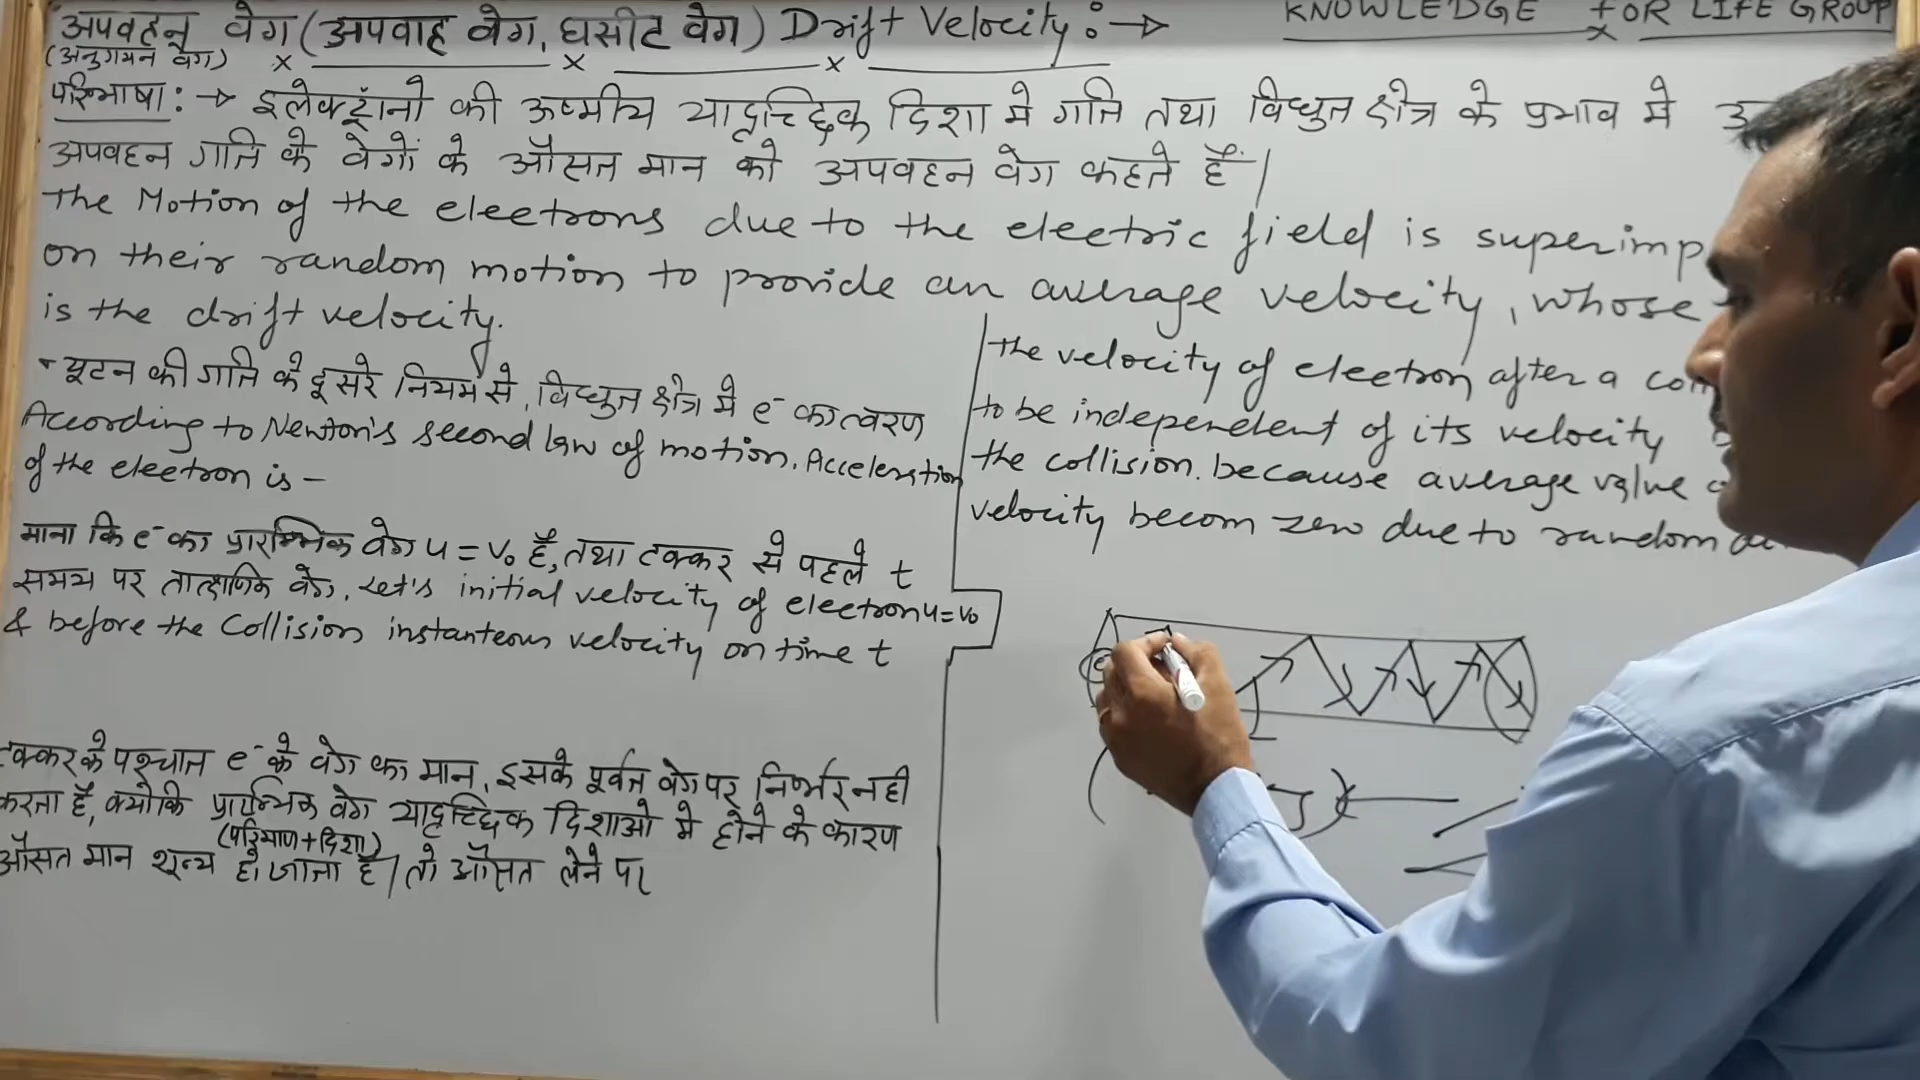 अपवहन वेग (अपवाह वेग, घसीट वेग) Drift Velocity :→
KNOWLEDGE FOR LIFE GROUP
(अनुगमन वेग)
परिभाषा :→ इलेक्ट्रॉनो की ऊष्मीय यादृच्छिक दिशा मे गति तथा विधुत क्षेत्र के प्रभाव मे
अपवहन गति के वेगों के औसत मान को अपवहन वेग कहते हैं।
The Motion of the electrons due to the electric field is superimp
on their random motion to provide an average velocity, whose
is the drift velocity.
न्यूटन की गति के दूसरे नियम से, विधुत क्षेत्र मे e⁻ का त्वरण
According to Newton's second law of motion. Acceleration
of the electron is –
माना कि e⁻ का प्रारम्भिक वेग u = v₀ है, तथा टक्कर से पहले t
समय पर तात्क्षणिक वेग. Let's initial velocity of electron u=v₀
& before the Collision instanteous velocity on time t
टक्कर के पश्चात e⁻ के वेग का मान, इसके पूर्वत वेग पर निर्भर नही
करता है, क्योकि प्रारम्भिक वेग यादृच्छिक दिशाओ मे होने के कारण
(परिमाण+दिशा)
औसत मान शून्य हो जाता है। तो औसत लेने पर
the velocity of electron after a
to be independent of its velocity
the collision. because average value
velocity becom zero due to random
e